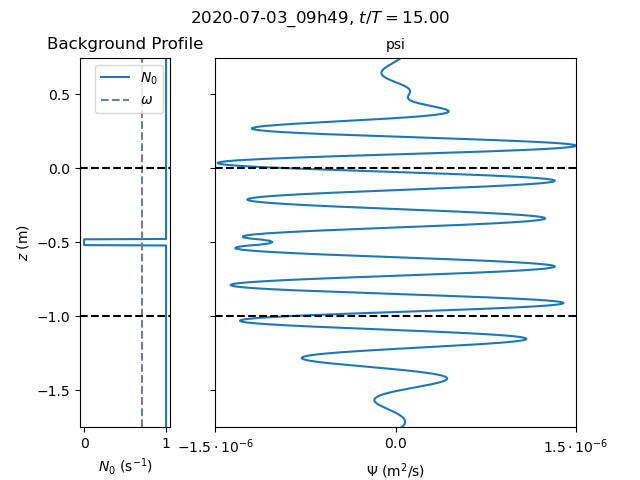 2020-07-03_09h49, t/T = 15.00
Background Profile
psi
N₀
ω
0.5
0.0
−0.5
−1.0
−1.5
z (m)
0
1
N₀ (s⁻¹)
−1.5·10⁻⁶
0.0
1.5·10⁻⁶
Ψ (m²/s)